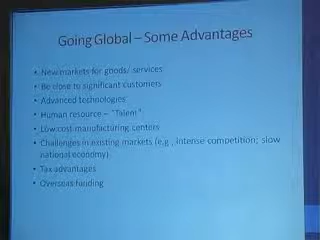 Going Global – Some Advantages
• New markets for goods/ services
• Be close to significant customers
• Advanced technologies
• Human resource – "Talent"
• Low cost manufacturing centers
• Challenges in existing markets (e.g., intense competition; slow
national economy)
• Tax advantages
• Overseas funding